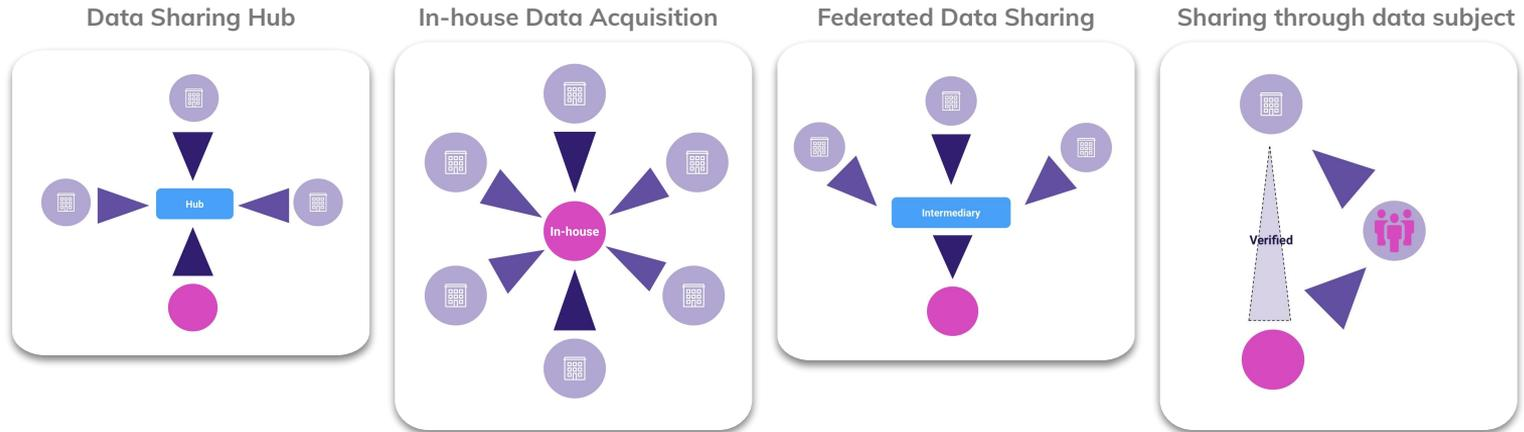 Data Sharing Hub
In-house Data Acquisition
Federated Data Sharing
Sharing through data subject
Hub
In-house
Intermediary
Verified